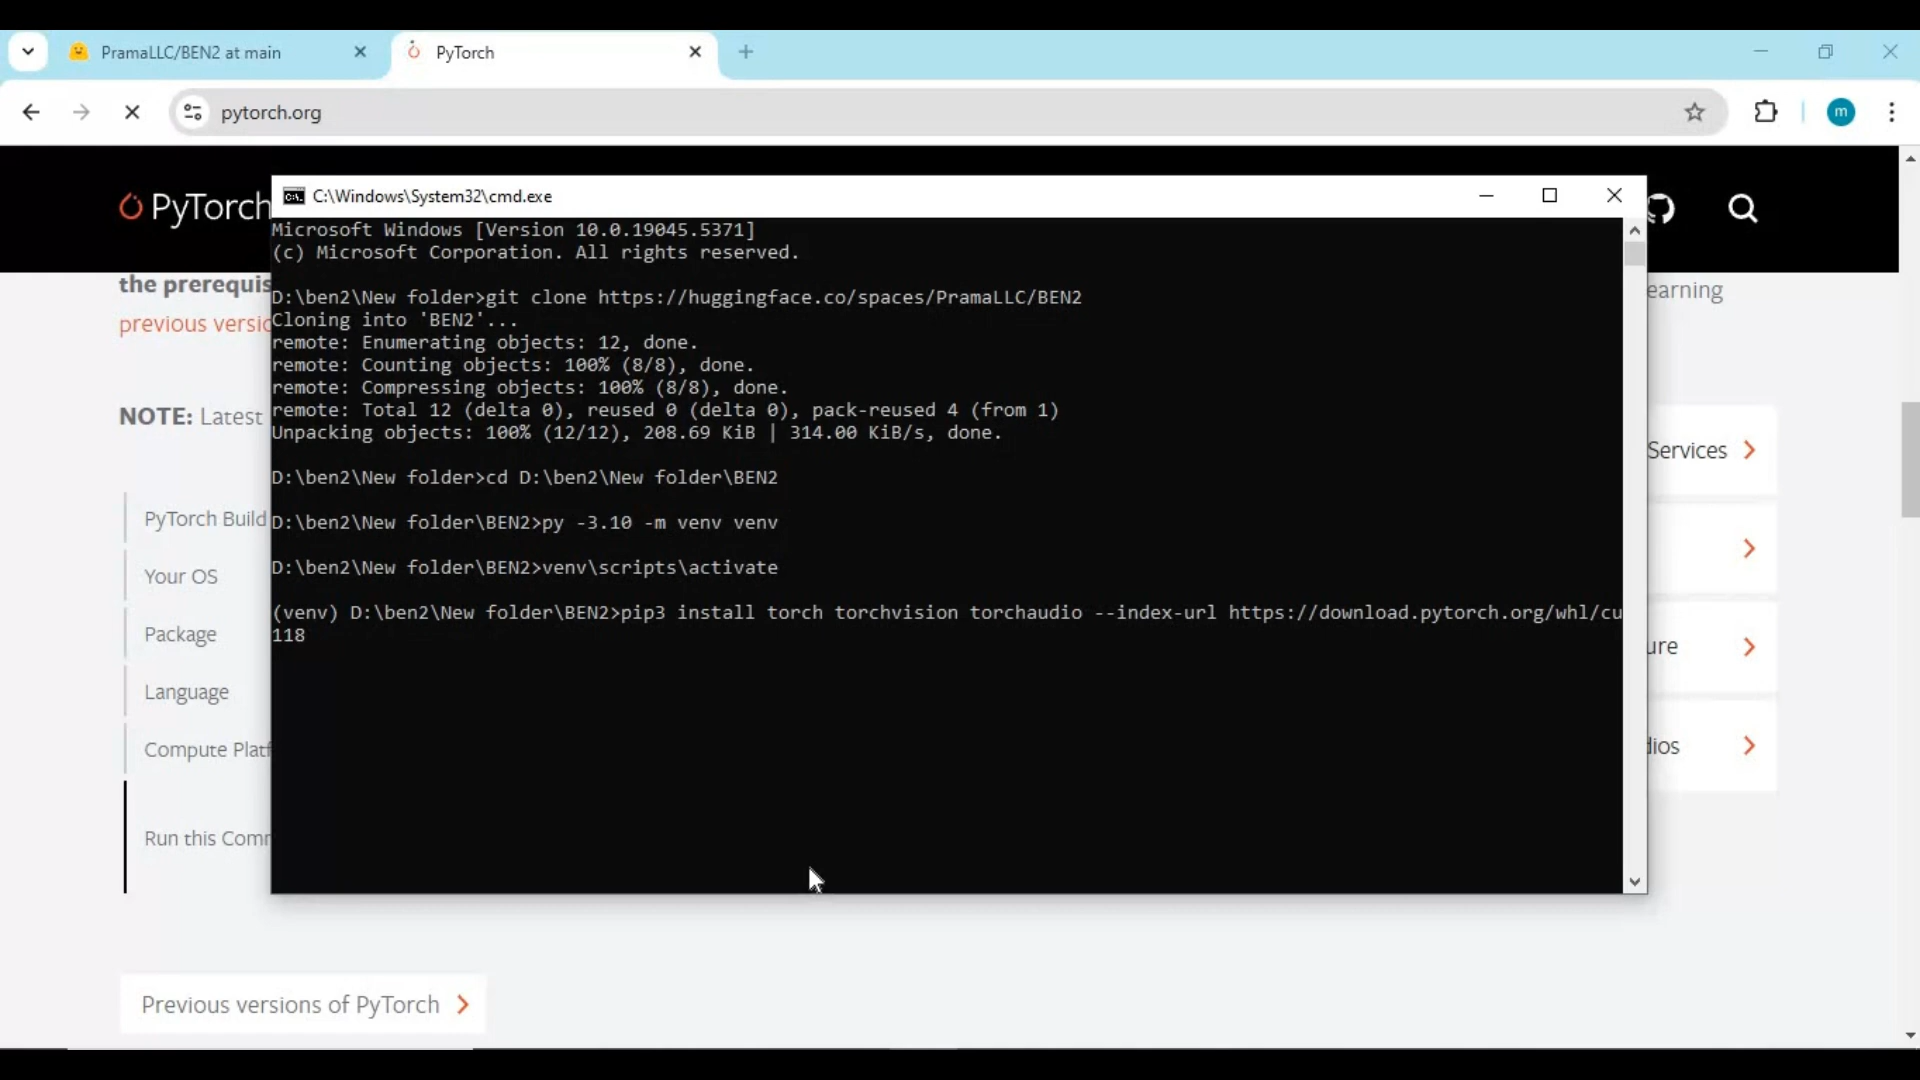 PramaLLC/BEN2 at main
PyTorch
pytorch.org
m
PyTorch
C:\Windows\System32\cmd.exe
Microsoft Windows [Version 10.0.19045.5371]
(c) Microsoft Corporation. All rights reserved.
D:\ben2\New folder>git clone https://huggingface.co/spaces/PramaLLC/BEN2
Cloning into 'BEN2'...
remote: Enumerating objects: 12, done.
remote: Counting objects: 100% (8/8), done.
remote: Compressing objects: 100% (8/8), done.
remote: Total 12 (delta 0), reused 0 (delta 0), pack-reused 4 (from 1)
Unpacking objects: 100% (12/12), 208.69 KiB | 314.00 KiB/s, done.
D:\ben2\New folder>cd D:\ben2\New folder\BEN2
D:\ben2\New folder\BEN2>py -3.10 -m venv venv
D:\ben2\New folder\BEN2>venv\scripts\activate
(venv) D:\ben2\New folder\BEN2>pip3 install torch torchvision torchaudio --index-url https://download.pytorch.org/whl/cu
118
the prerequis
previous versio
NOTE: Latest
PyTorch Build
Your OS
Package
Language
Compute Platf
Run this Comm
earning
Services
ure
dios
Previous versions of PyTorch